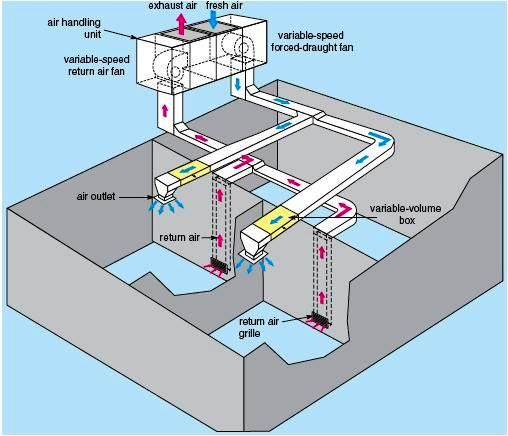 exhaust air
fresh air
air handling
unit
variable-speed
return air fan
variable-speed
forced-draught fan
air outlet
return air
variable-volume
box
return air
grille